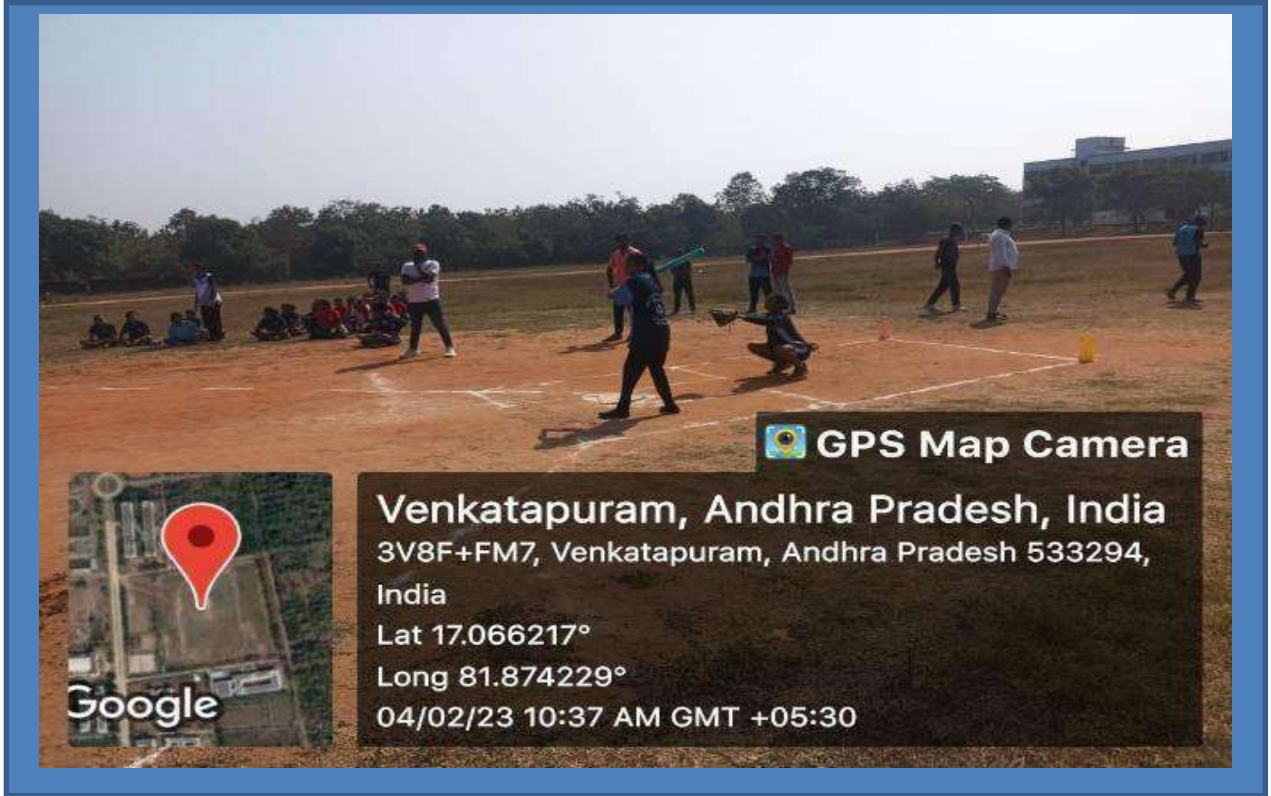 GPS Map Camera
Venkatapuram, Andhra Pradesh, India
3V8F+FM7, Venkatapuram, Andhra Pradesh 533294,
India
Lat 17.066217°
Long 81.874229°
04/02/23 10:37 AM GMT +05:30
Google